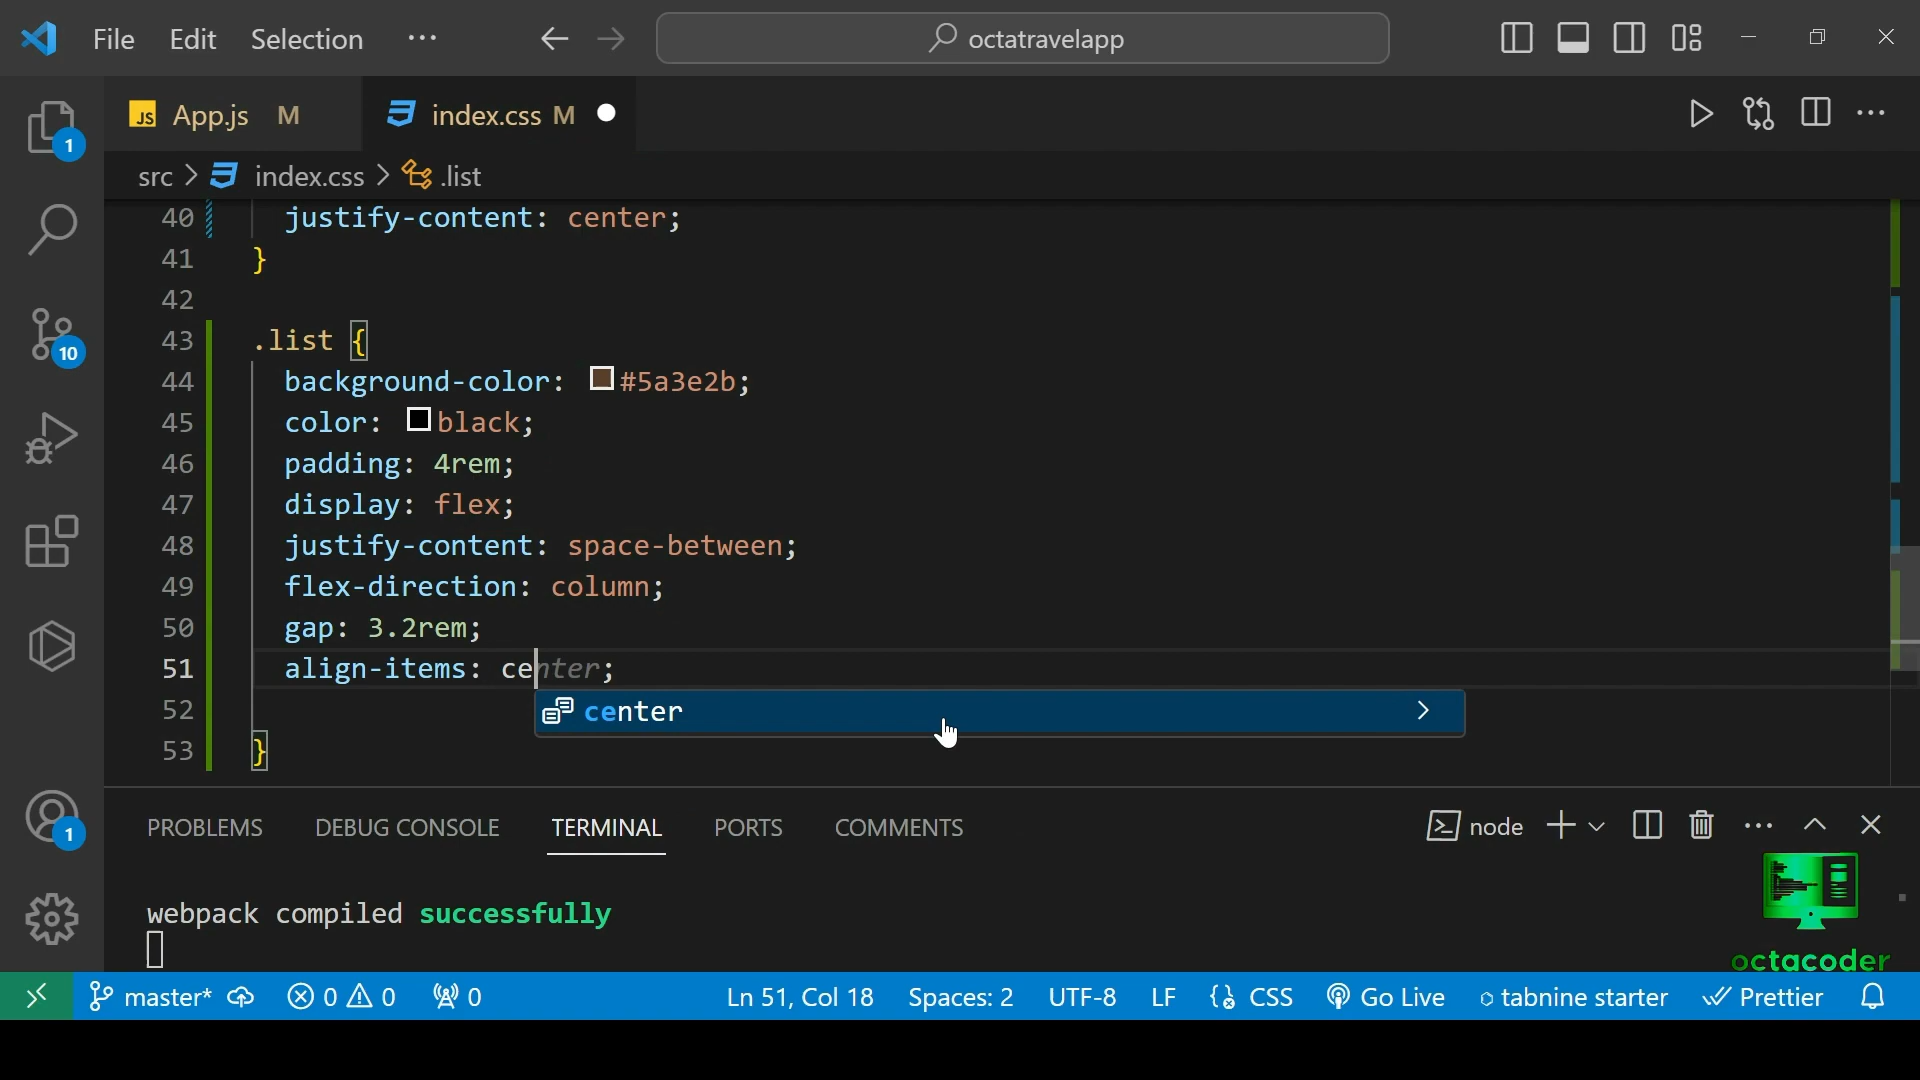 File Edit Selection ··· octatravelapp
JS App.js M index.css M
src > index.css > .list
40 justify-content: center;
41 }
42
43 .list {
44 background-color: #5a3e2b;
45 color: black;
46 padding: 4rem;
47 display: flex;
48 justify-content: space-between;
49 flex-direction: column;
50 gap: 3.2rem;
51 align-items: center;
52 center
53 }
1
10
1
PROBLEMS DEBUG CONSOLE TERMINAL PORTS COMMENTS node
webpack compiled successfully
octacoder
master* 0 0 0 Ln 51, Col 18 Spaces: 2 UTF-8 LF {} CSS Go Live tabnine starter Prettier